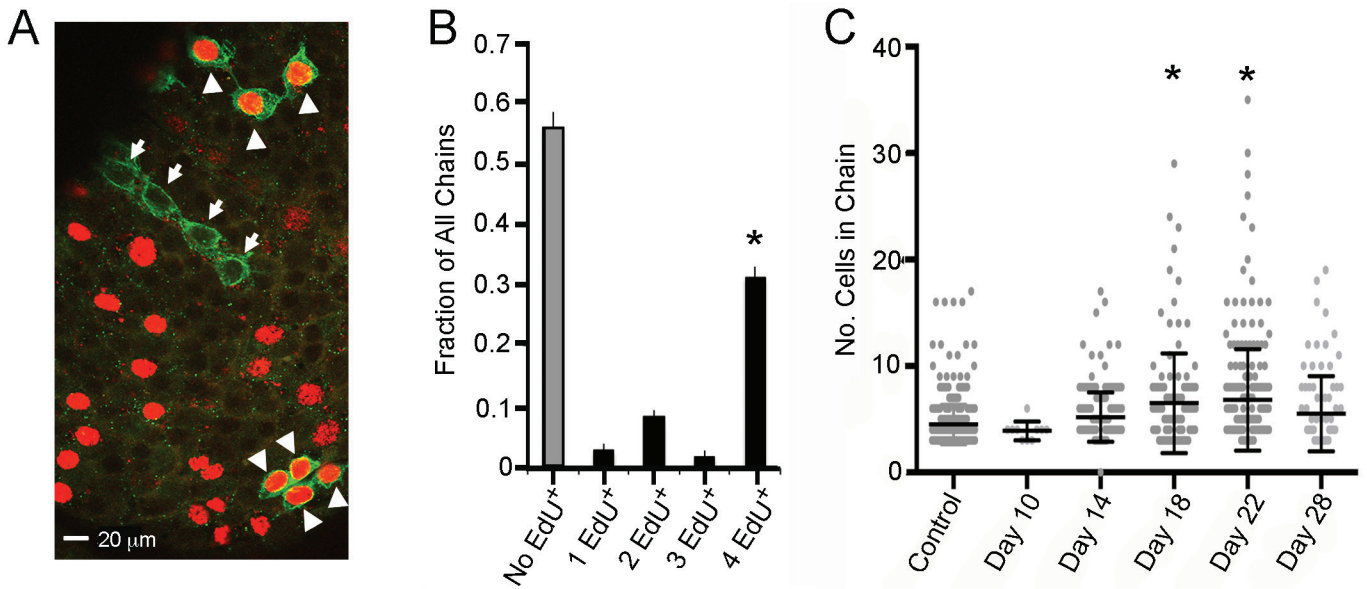 A
20 μm
B
Fraction of All Chains
0.7
0.6
0.5
0.4
0.3
0.2
0.1
0
*
No EdU+
1 EdU+
2 EdU+
3 EdU+
4 EdU+
C
No. Cells in Chain
40
30
20
10
0
*
*
Control
Day 10
Day 14
Day 18
Day 22
Day 28